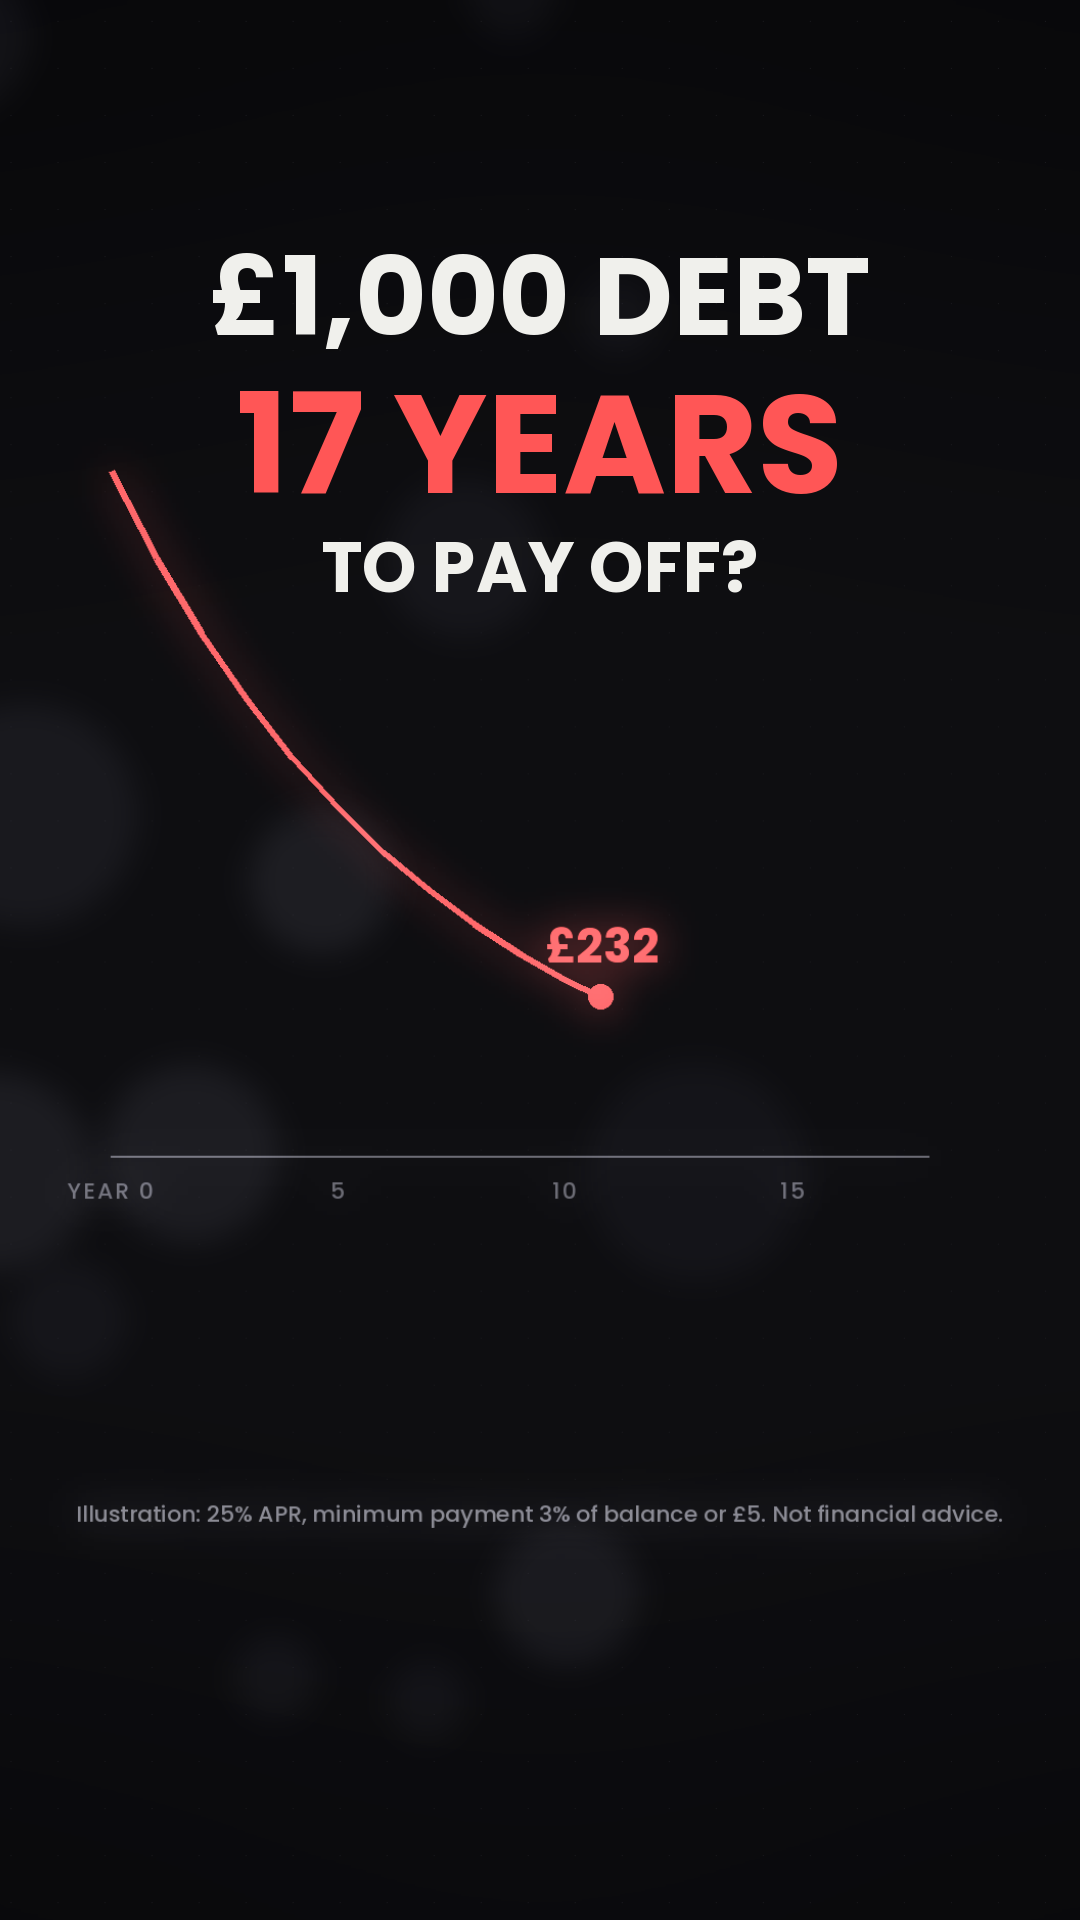 £1,000 DEBT
17 YEARS
TO PAY OFF?
£232
YEAR 0 5 10 15
Illustration: 25% APR, minimum payment 3% of balance or £5. Not financial advice.